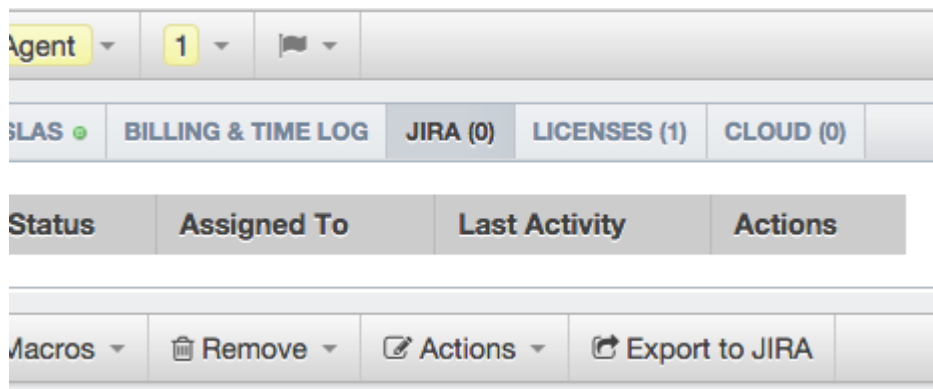 Agent 1
SLAS BILLING & TIME LOG JIRA (0) LICENSES (1) CLOUD (0)
Status Assigned To Last Activity Actions
Macros Remove Actions Export to JIRA